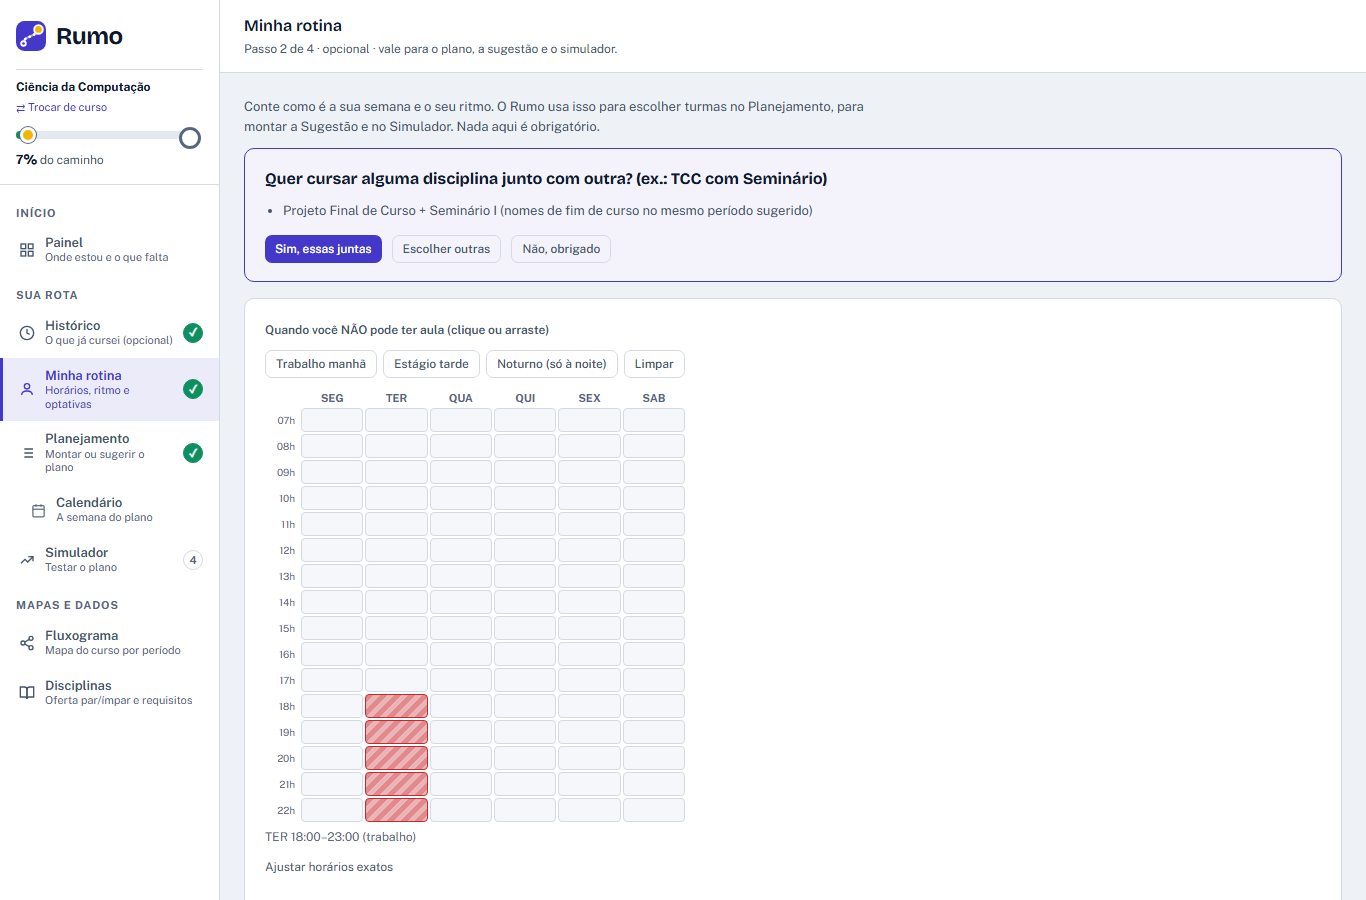 Rumo
Ciência da Computação
⇄ Trocar de curso
7% do caminho
INÍCIO
Painel
Onde estou e o que falta
SUA ROTA
Histórico
O que já cursei (opcional)
Minha rotina
Horários, ritmo e
optativas
Planejamento
Montar ou sugerir o
plano
Calendário
A semana do plano
Simulador
Testar o plano
4
MAPAS E DADOS
Fluxograma
Mapa do curso por período
Disciplinas
Oferta par/ímpar e requisitos
Minha rotina
Passo 2 de 4 · opcional · vale para o plano, a sugestão e o simulador.
Conte como é a sua semana e o seu ritmo. O Rumo usa isso para escolher turmas no Planejamento, para
montar a Sugestão e no Simulador. Nada aqui é obrigatório.
Quer cursar alguma disciplina junto com outra? (ex.: TCC com Seminário)
• Projeto Final de Curso + Seminário I (nomes de fim de curso no mesmo período sugerido)
Sim, essas juntas Escolher outras Não, obrigado
Quando você NÃO pode ter aula (clique ou arraste)
Trabalho manhã Estágio tarde Noturno (só à noite) Limpar
SEG TER QUA QUI SEX SAB
07h
08h
09h
10h
11h
12h
13h
14h
15h
16h
17h
18h
19h
20h
21h
22h
TER 18:00–23:00 (trabalho)
Ajustar horários exatos